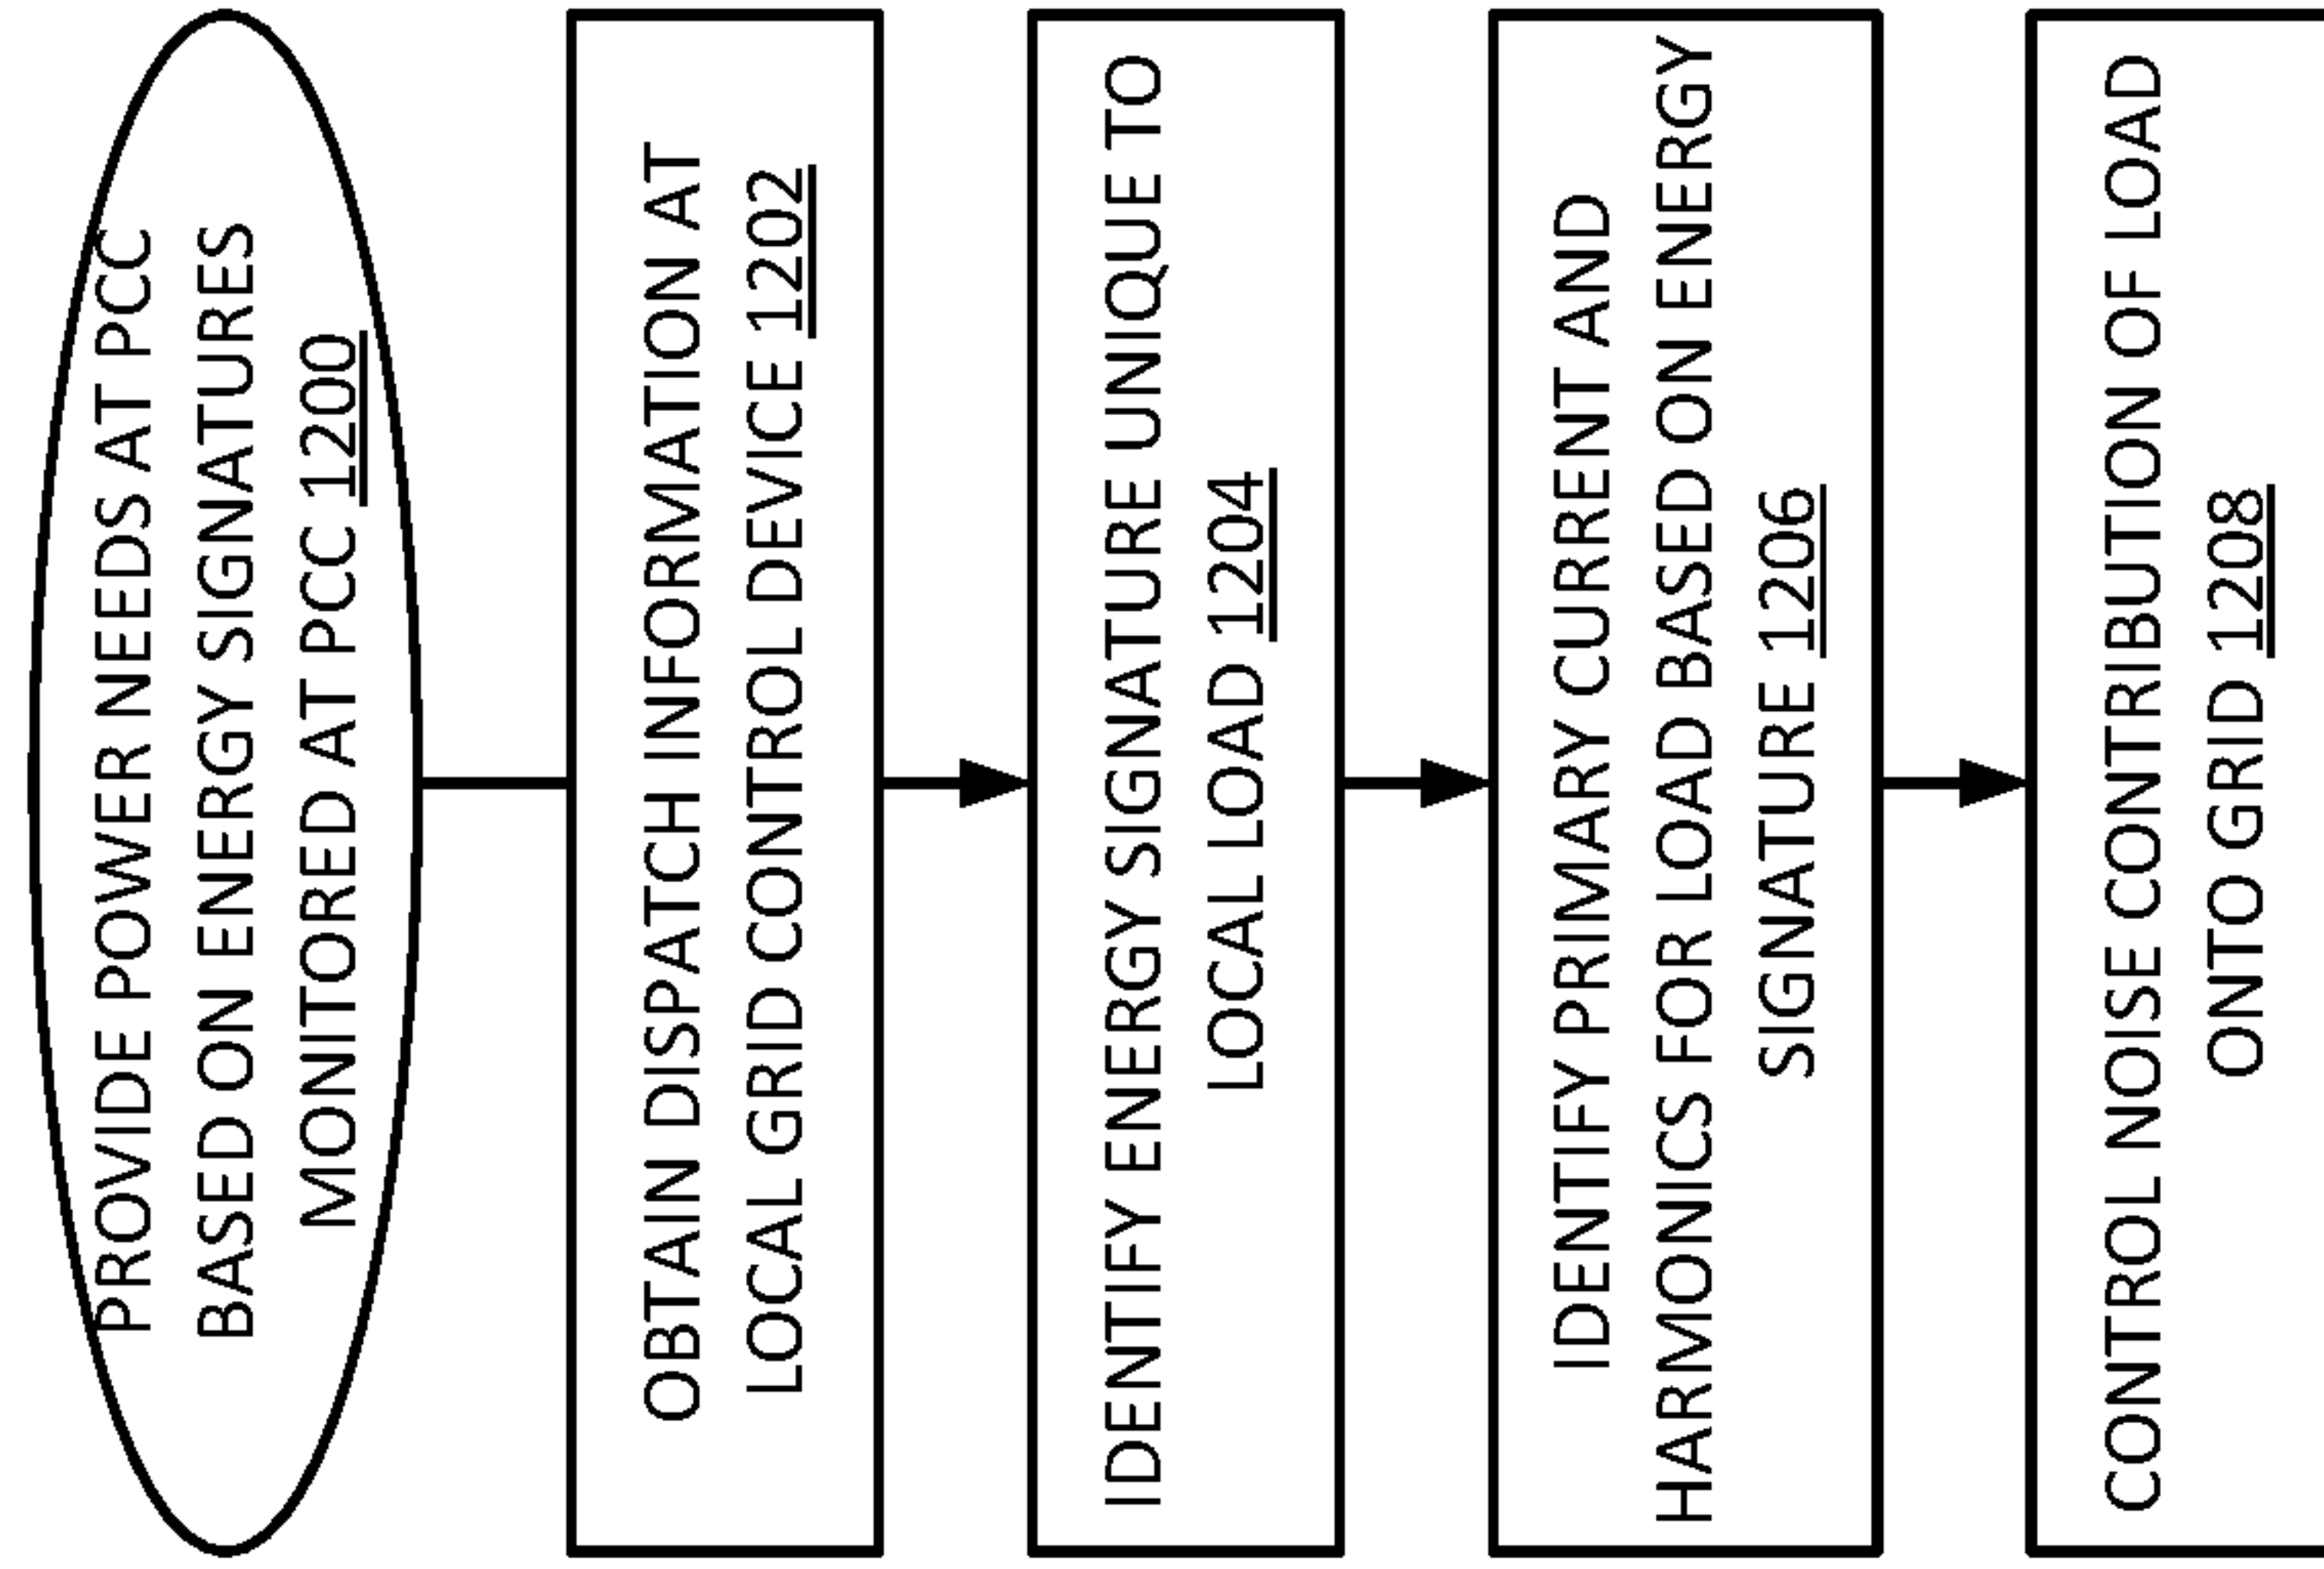 PROVIDE POWER NEEDS AT PCC
BASED ON ENERGY SIGNATURES
MONITORED AT PCC 1200
OBTAIN DISPATCH INFORMATION AT
LOCAL GRID CONTROL DEVICE 1202
IDENTIFY ENERGY SIGNATURE UNIQUE TO
LOCAL LOAD 1204
IDENTIFY PRIMARY CURRENT AND
HARMONICS FOR LOAD BASED ON ENERGY
SIGNATURE 1206
CONTROL NOISE CONTRIBUTION OF LOAD
ONTO GRID 1208